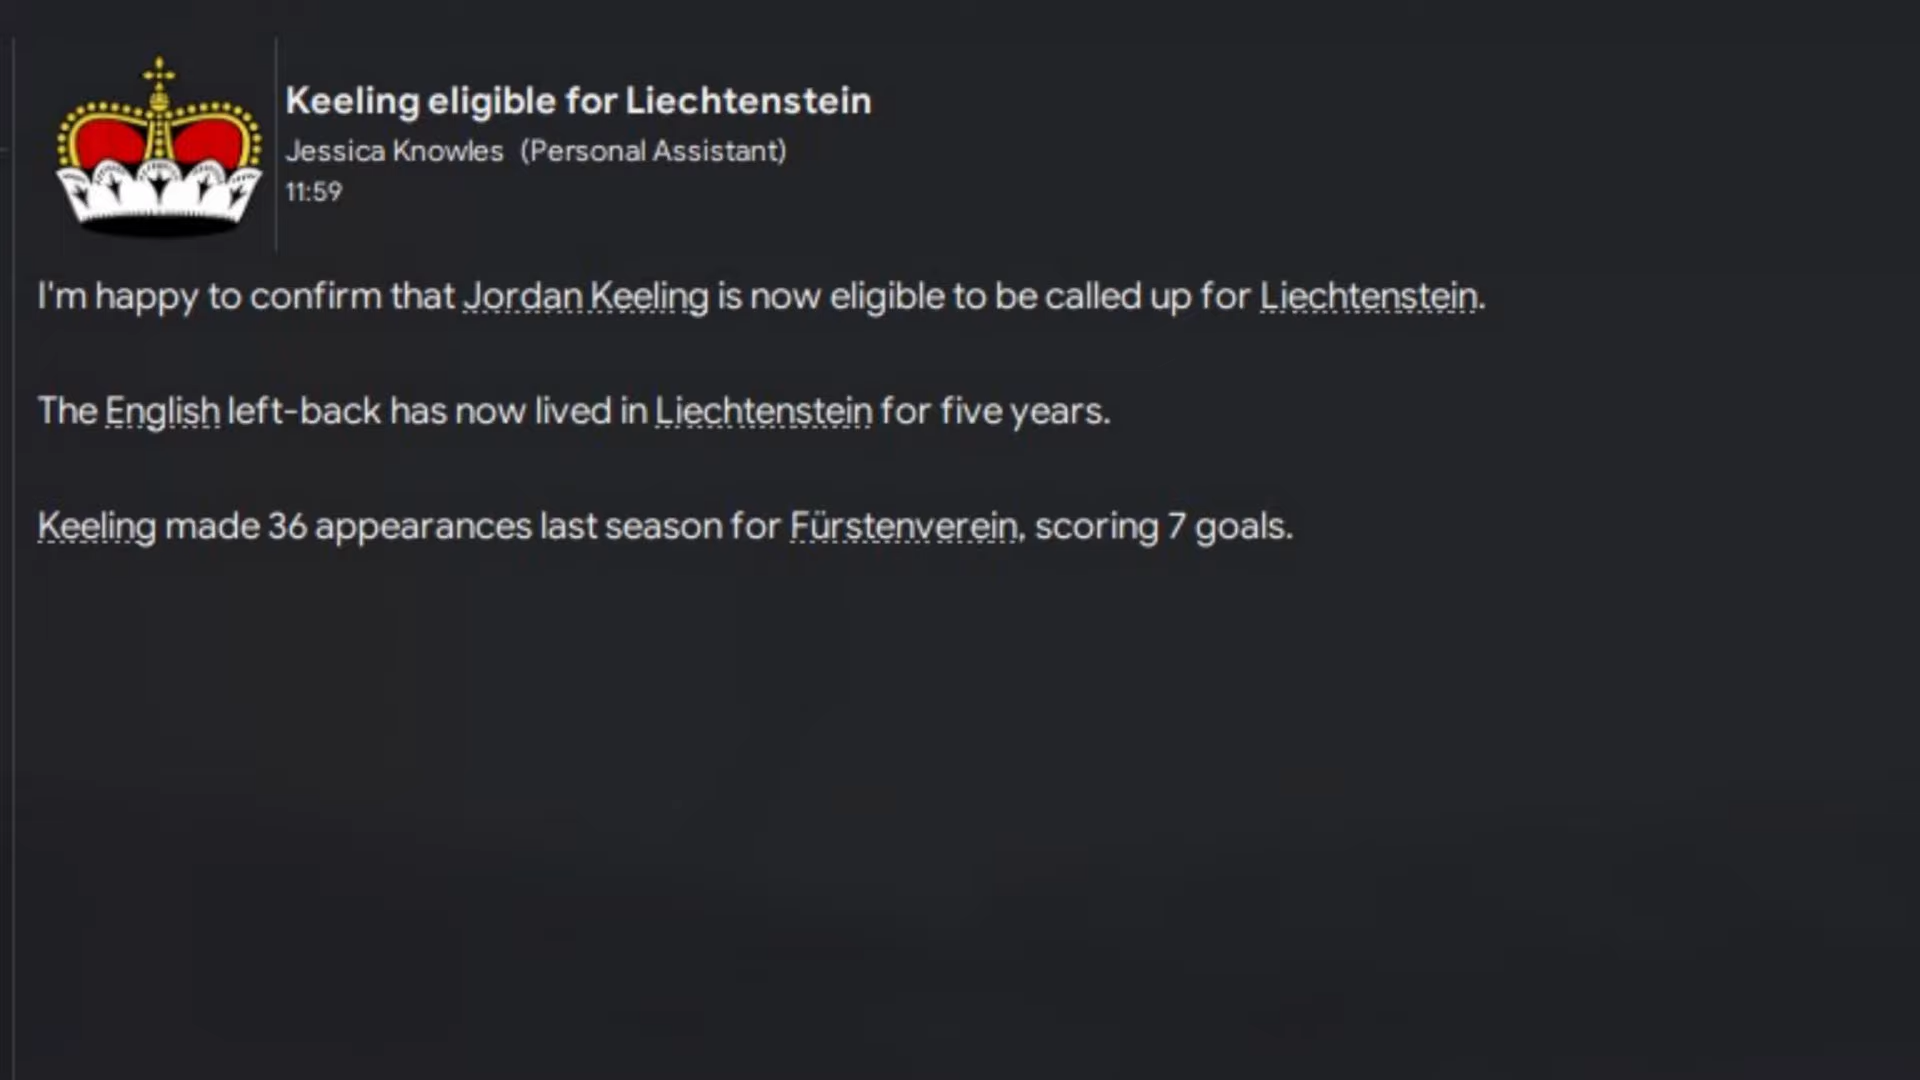 Keeling eligible for Liechtenstein
Jessica Knowles (Personal Assistant)
11:59
I'm happy to confirm that Jordan Keeling is now eligible to be called up for Liechtenstein.
The English left-back has now lived in Liechtenstein for five years.
Keeling made 36 appearances last season for Fürstenverein, scoring 7 goals.